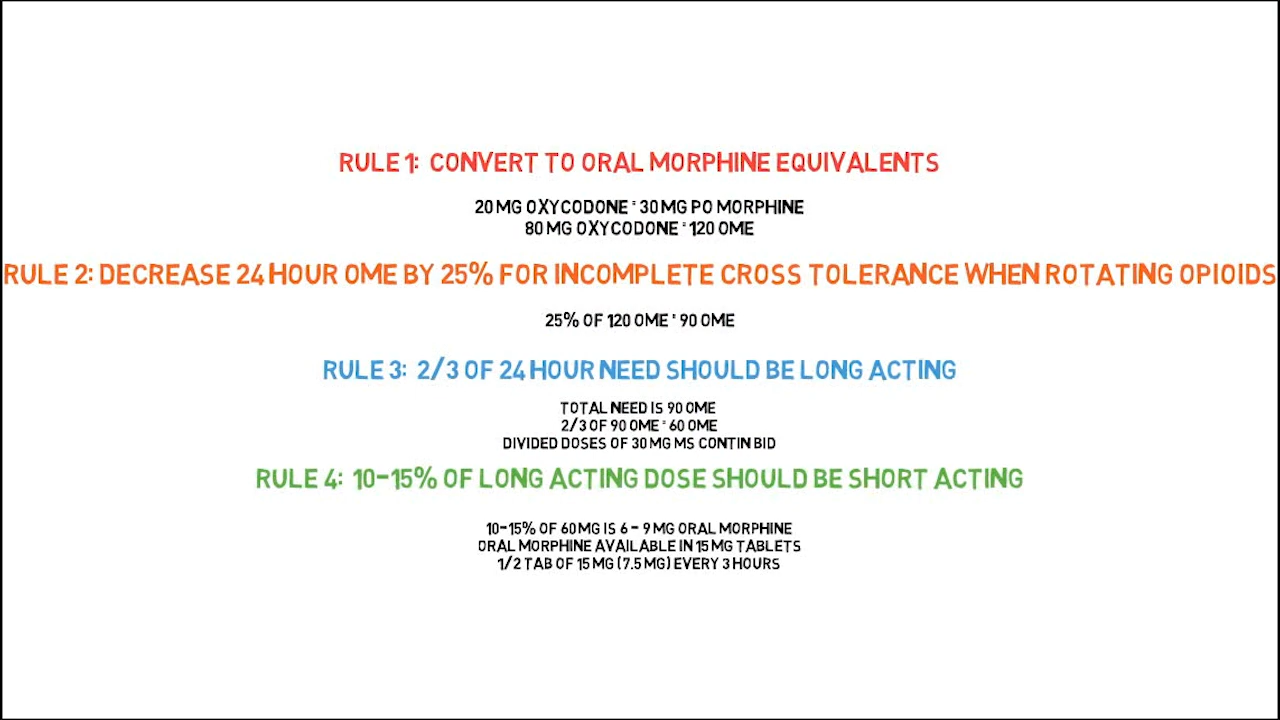 RULE 1: CONVERT TO ORAL MORPHINE EQUIVALENTS
20 MG OXYCODONE = 30 MG PO MORPHINE
80 MG OXYCODONE = 120 OME
RULE 2: DECREASE 24 HOUR OME BY 25% FOR INCOMPLETE CROSS TOLERANCE WHEN ROTATING OPIOIDS
25% OF 120 OME = 90 OME
RULE 3: 2/3 OF 24 HOUR NEED SHOULD BE LONG ACTING
TOTAL NEED IS 90 OME
2/3 OF 90 OME = 60 OME
DIVIDED DOSES OF 30 MG MS CONTIN BID
RULE 4: 10-15% OF LONG ACTING DOSE SHOULD BE SHORT ACTING
10-15% OF 60 MG IS 6 - 9 MG ORAL MORPHINE
ORAL MORPHINE AVAILABLE IN 15 MG TABLETS
1/2 TAB OF 15 MG (7.5 MG) EVERY 3 HOURS